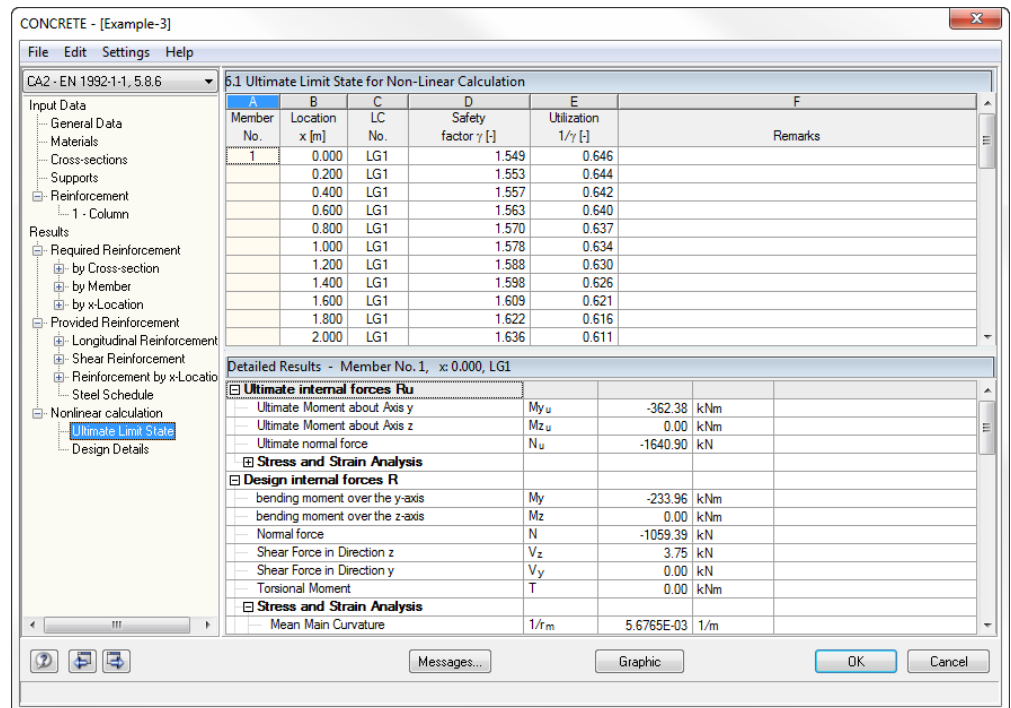 CONCRETE - [Example-3]
File Edit Settings Help
CA2 - EN 1992-1-1, 5.8.6
Input Data
General Data
Materials
Cross-sections
Supports
Reinforcement
1 - Column
Results
Required Reinforcement
by Cross-section
by Member
by x-Location
Provided Reinforcement
Longitudinal Reinforcement
Shear Reinforcement
Reinforcement by x-Locatio
Steel Schedule
Nonlinear calculation
Ultimate Limit State
Design Details
6.1 Ultimate Limit State for Non-Linear Calculation
A B C D E F
Member Location LC Safety Utilization
No. x [m] No. factor γ [-] 1/γ [-] Remarks
1 0.000 LG1 1.549 0.646
0.200 LG1 1.553 0.644
0.400 LG1 1.557 0.642
0.600 LG1 1.563 0.640
0.800 LG1 1.570 0.637
1.000 LG1 1.578 0.634
1.200 LG1 1.588 0.630
1.400 LG1 1.598 0.626
1.600 LG1 1.609 0.621
1.800 LG1 1.622 0.616
2.000 LG1 1.636 0.611
Detailed Results - Member No. 1, x: 0.000, LG1
Ultimate internal forces Ru
Ultimate Moment about Axis y My u -362.38 kNm
Ultimate Moment about Axis z Mz u 0.00 kNm
Ultimate normal force N u -1640.90 kN
Stress and Strain Analysis
Design internal forces R
bending moment over the y-axis My -233.96 kNm
bending moment over the z-axis Mz 0.00 kNm
Normal force N -1059.39 kN
Shear Force in Direction z Vz 3.75 kN
Shear Force in Direction y Vy 0.00 kN
Torsional Moment T 0.00 kNm
Stress and Strain Analysis
Mean Main Curvature 1/rm 5.6765E-03 1/m
Messages... Graphic OK Cancel